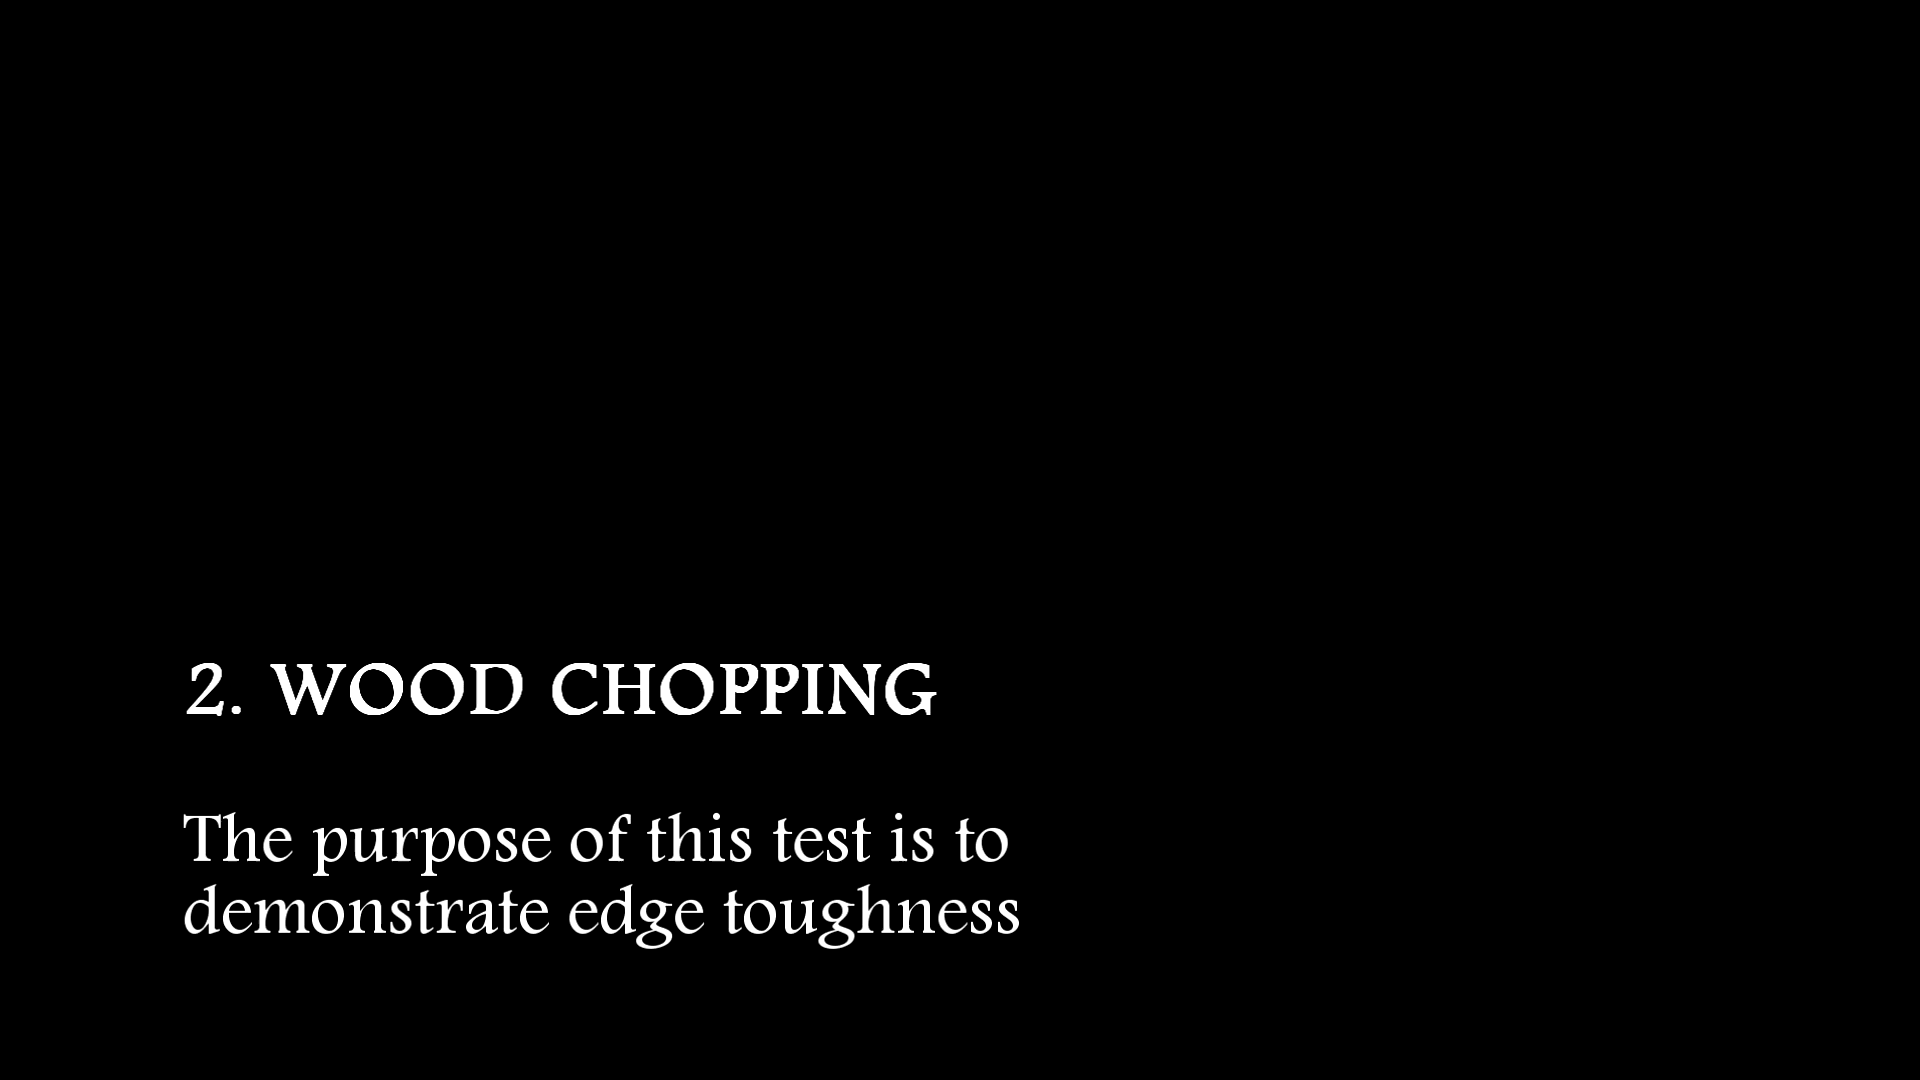 2. WOOD CHOPPING
The purpose of this test is to
demonstrate edge toughness